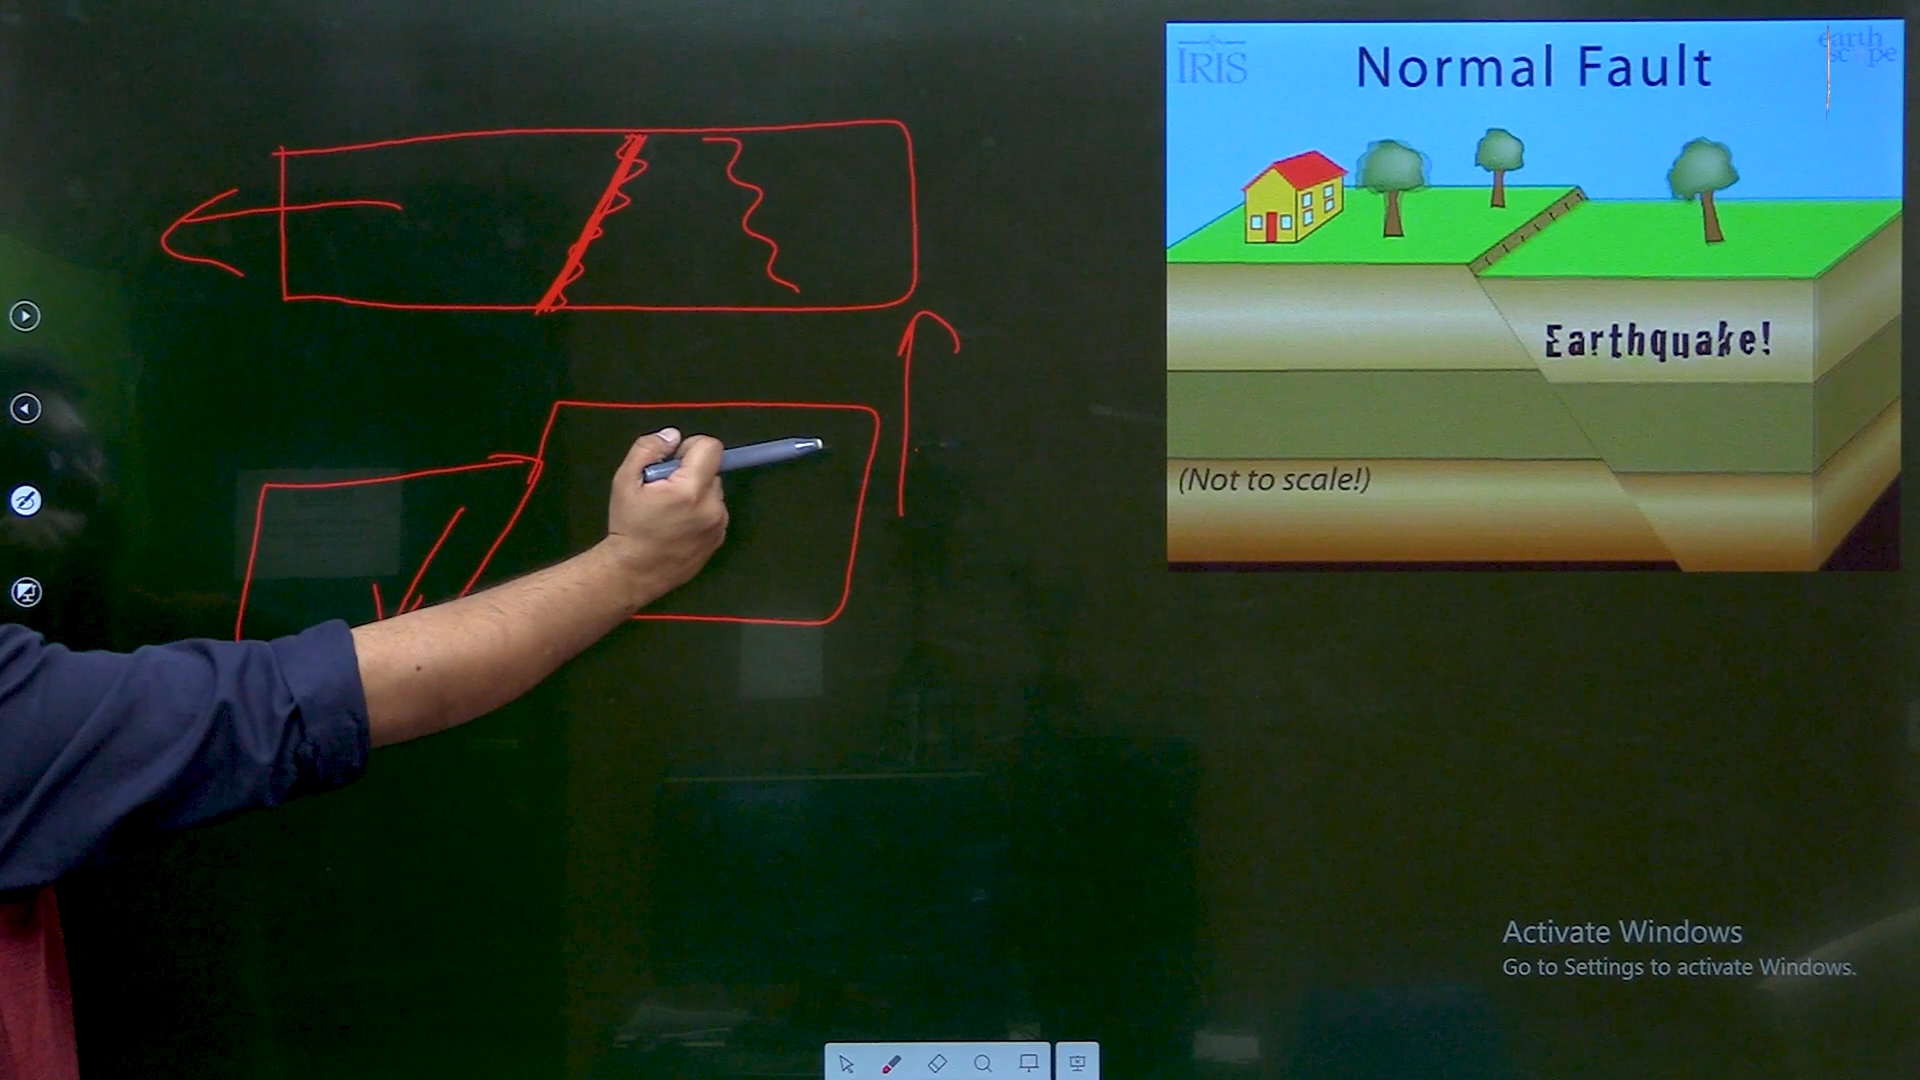 IRIS
Normal Fault
earth
scope
Earthquake!
(Not to scale!)
Activate Windows
Go to Settings to activate Windows.